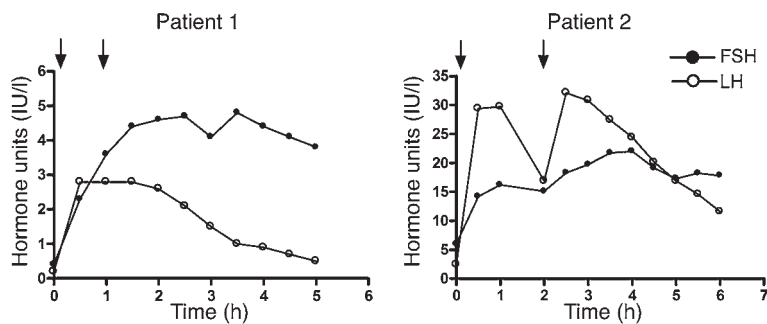 Patient 1
Hormone units (IU/l)
6
5
4
3
2
1
0
0 1 2 3 4 5 6
Time (h)
Patient 2
FSH
LH
Hormone units (IU/l)
35
30
25
20
15
10
5
0
0 1 2 3 4 5 6 7
Time (h)